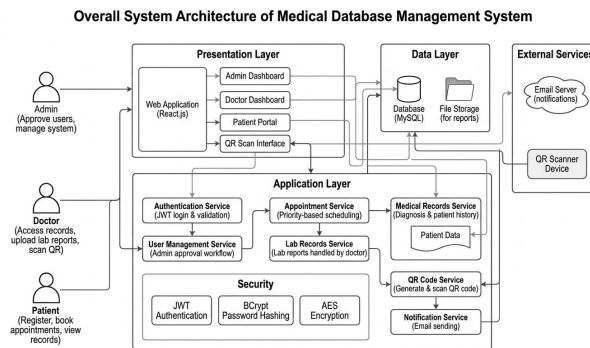 Overall System Architecture of Medical Database Management System
Presentation Layer
Data Layer
External Services
Admin
(Approve users,
manage system)
Web Application
(React.js)
Admin Dashboard
Doctor Dashboard
Patient Portal
QR Scan Interface
Database
(MySQL)
File Storage
(for reports)
Email Server
(notifications)
QR Scanner
Device
Application Layer
Doctor
(Access records,
upload lab reports,
scan QR)
Authentication Service
(JWT login & validation)
Appointment Service
(Priority-based scheduling)
Medical Records Service
(Diagnosis & patient history)
Patient Data
User Management Service
(Admin approval workflow)
Lab Records Service
(Lab reports handled by doctor)
Patient
(Register, book
appointments, view
records)
Security
JWT
Authentication
BCrypt
Password Hashing
AES
Encryption
QR Code Service
(Generate & scan QR code)
Notification Service
(Email sending)